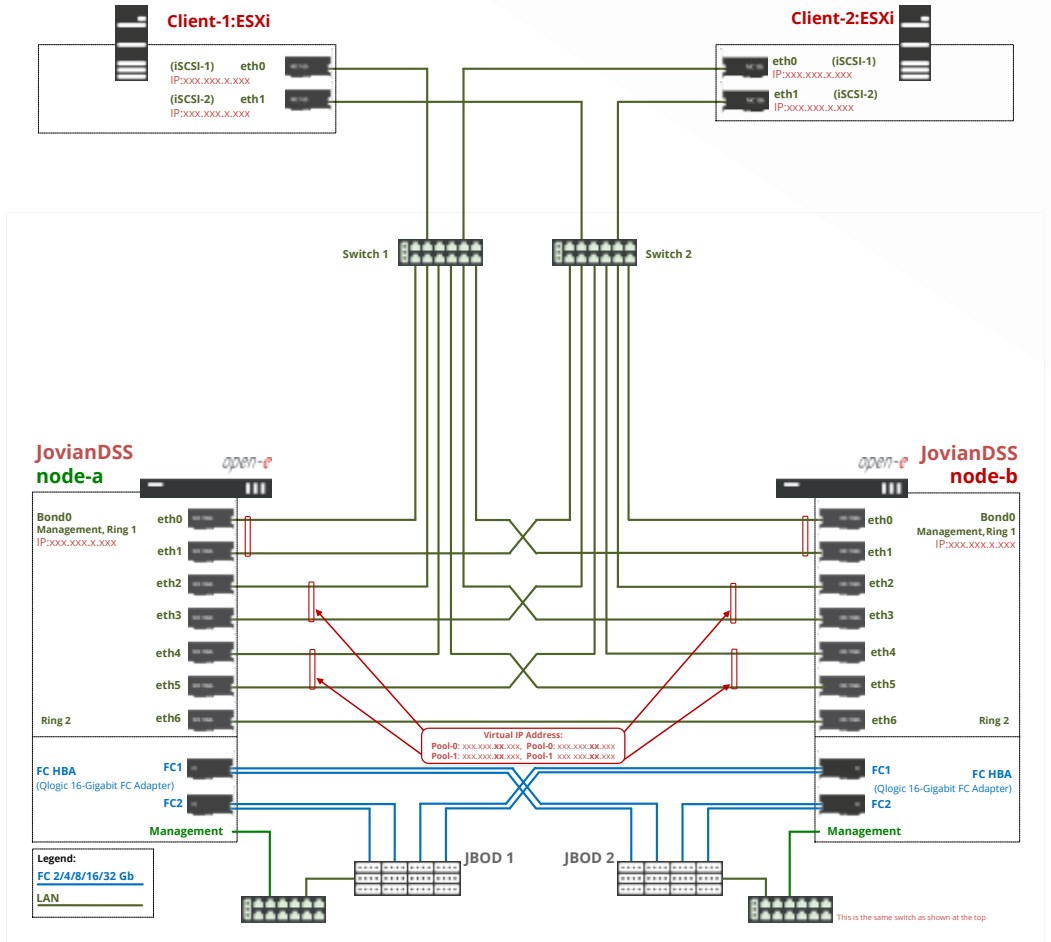 Client-1:ESXi
(iSCSI-1) eth0
IP:xxx.xxx.x.xxx
(iSCSI-2) eth1
IP:xxx.xxx.x.xxx
Client-2:ESXi
eth0 (iSCSI-1)
IP:xxx.xxx.x.xxx
eth1 (iSCSI-2)
IP:xxx.xxx.x.xxx
Switch 1
Switch 2
JovianDSS
node-a
open-e
Bond0
Management, Ring 1
IP:xxx.xxx.x.xxx
eth0
eth1
eth2
eth3
eth4
eth5
Ring 2
eth6
FC HBA
(Qlogic 16-Gigabit FC Adapter)
FC1
FC2
Management
open-e
JovianDSS
node-b
eth0
Bond0
Management, Ring 1
IP:xxx.xxx.x.xxx
eth1
eth2
eth3
eth4
eth5
eth6
Ring 2
FC1
FC HBA
(Qlogic 16-Gigabit FC Adapter)
FC2
Management
Virtual IP Address:
Pool-0: xxx.xxx.xx.xxx, Pool-0: xxx.xxx.xx.xxx
Pool-1: xxx.xxx.xx.xxx, Pool-1 xxx xxx.xx.xxx
JBOD 1
JBOD 2
Legend:
FC 2/4/8/16/32 Gb
LAN
This is the same switch as shown at the top